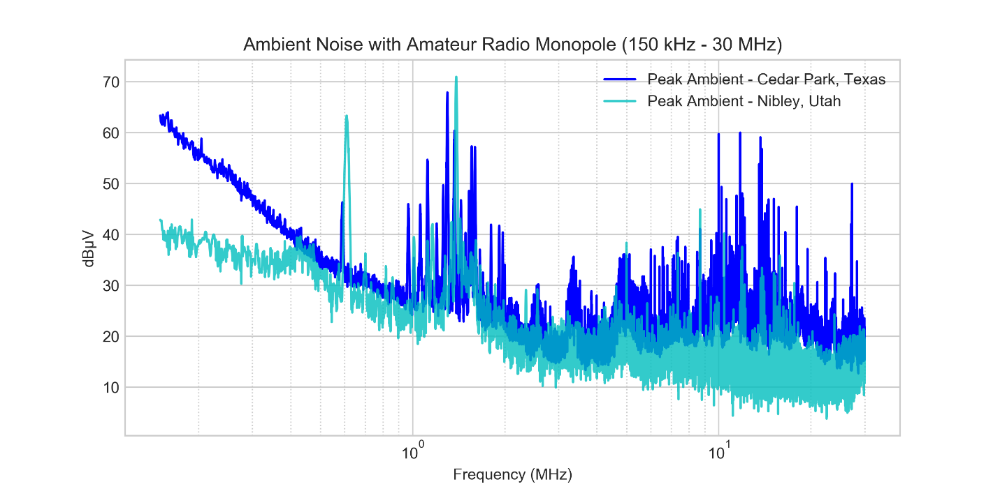 Ambient Noise with Amateur Radio Monopole (150 kHz - 30 MHz)
Peak Ambient - Cedar Park, Texas
Peak Ambient - Nibley, Utah
70
60
50
40
30
20
10
dBµV
10⁰
10¹
Frequency (MHz)